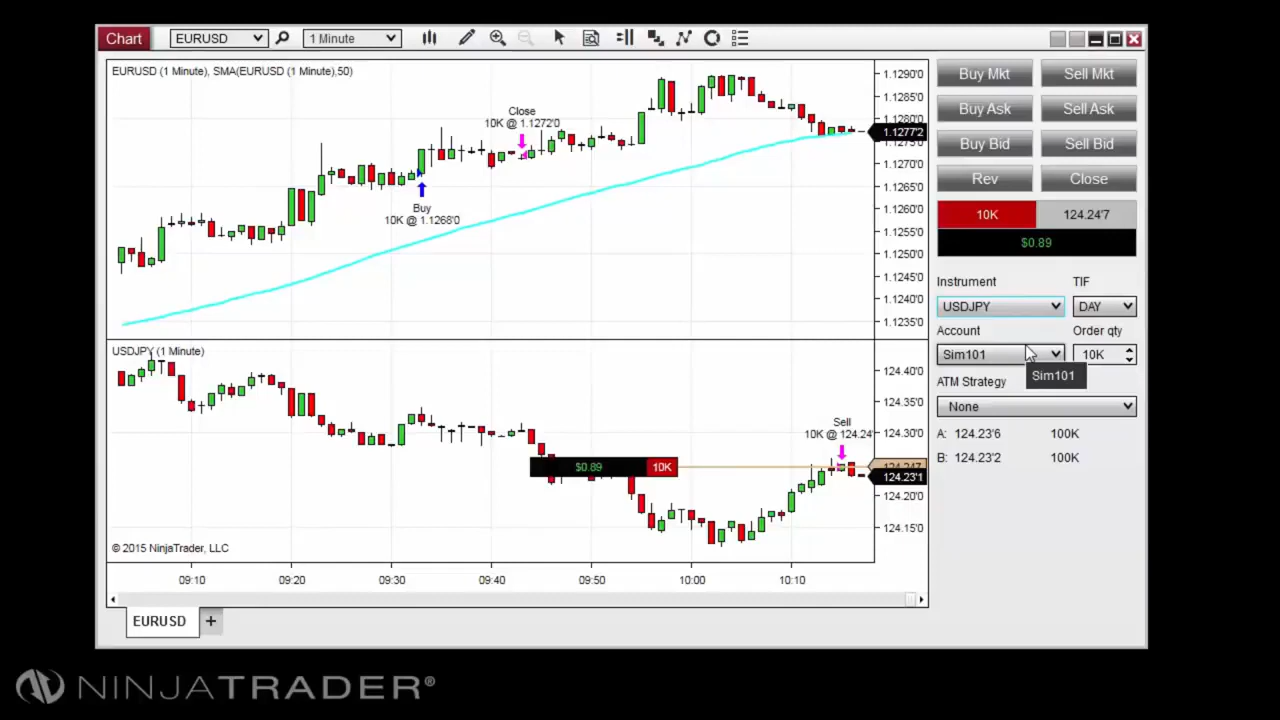 Chart EURUSD 1 Minute
EURUSD (1 Minute), SMA(EURUSD (1 Minute),50)
Close
10K @ 1.1272'0
Buy
10K @ 1.1268'0
1.1290'0
1.1285'0
1.1280'0
1.1277'2
1.1275'0
1.1270'0
1.1265'0
1.1260'0
1.1255'0
1.1250'0
1.1245'0
1.1240'0
1.1235'0
USDJPY (1 Minute)
Sell
10K @ 124.24'
$0.89 10K
124.40'0
124.35'0
124.30'0
124.24'7
124.23'1
124.20'0
124.15'0
© 2015 NinjaTrader, LLC
09:10 09:20 09:30 09:40 09:50 10:00 10:10
EURUSD +
Buy Mkt Sell Mkt
Buy Ask Sell Ask
Buy Bid Sell Bid
Rev Close
10K 124.24'7
$0.89
Instrument TIF
USDJPY DAY
Account Order qty
Sim101 10K
Sim101
ATM Strategy
None
A: 124.23'6 100K
B: 124.23'2 100K
NINJATRADER®